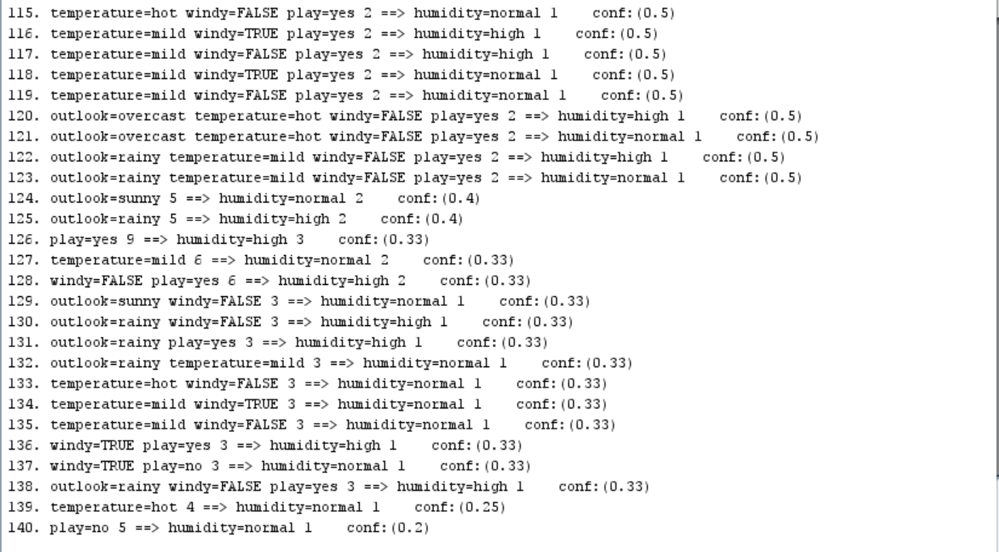 115. temperature=hot windy=FALSE play=yes 2 ==> humidity=normal 1 conf:(0.5)
116. temperature=mild windy=TRUE play=yes 2 ==> humidity=high 1 conf:(0.5)
117. temperature=mild windy=FALSE play=yes 2 ==> humidity=high 1 conf:(0.5)
118. temperature=mild windy=TRUE play=yes 2 ==> humidity=normal 1 conf:(0.5)
119. temperature=mild windy=FALSE play=yes 2 ==> humidity=normal 1 conf:(0.5)
120. outlook=overcast temperature=hot windy=FALSE play=yes 2 ==> humidity=high 1 conf:(0.5)
121. outlook=overcast temperature=hot windy=FALSE play=yes 2 ==> humidity=normal 1 conf:(0.5)
122. outlook=rainy temperature=mild windy=FALSE play=yes 2 ==> humidity=high 1 conf:(0.5)
123. outlook=rainy temperature=mild windy=FALSE play=yes 2 ==> humidity=normal 1 conf:(0.5)
124. outlook=sunny 5 ==> humidity=normal 2 conf:(0.4)
125. outlook=rainy 5 ==> humidity=high 2 conf:(0.4)
126. play=yes 9 ==> humidity=high 3 conf:(0.33)
127. temperature=mild 6 ==> humidity=normal 2 conf:(0.33)
128. windy=FALSE play=yes 6 ==> humidity=high 2 conf:(0.33)
129. outlook=sunny windy=FALSE 3 ==> humidity=normal 1 conf:(0.33)
130. outlook=rainy windy=FALSE 3 ==> humidity=high 1 conf:(0.33)
131. outlook=rainy play=yes 3 ==> humidity=high 1 conf:(0.33)
132. outlook=rainy temperature=mild 3 ==> humidity=normal 1 conf:(0.33)
133. temperature=hot windy=FALSE 3 ==> humidity=normal 1 conf:(0.33)
134. temperature=mild windy=TRUE 3 ==> humidity=normal 1 conf:(0.33)
135. temperature=mild windy=FALSE 3 ==> humidity=normal 1 conf:(0.33)
136. windy=TRUE play=yes 3 ==> humidity=high 1 conf:(0.33)
137. windy=TRUE play=no 3 ==> humidity=normal 1 conf:(0.33)
138. outlook=rainy windy=FALSE play=yes 3 ==> humidity=high 1 conf:(0.33)
139. temperature=hot 4 ==> humidity=normal 1 conf:(0.25)
140. play=no 5 ==> humidity=normal 1 conf:(0.2)